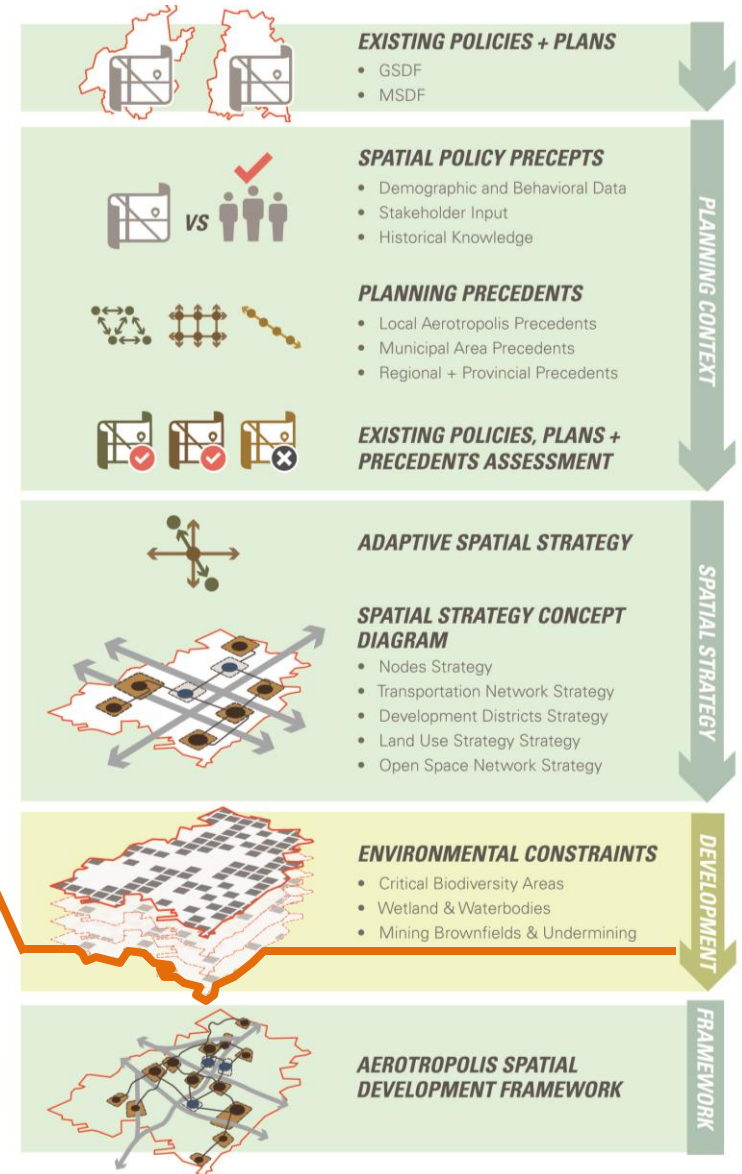 EXISTING POLICIES + PLANS
• GSDF
• MSDF
SPATIAL POLICY PRECEPTS
• Demographic and Behavioral Data
• Stakeholder Input
• Historical Knowledge
VS
PLANNING PRECEDENTS
• Local Aerotropolis Precedents
• Municipal Area Precedents
• Regional + Provincial Precedents
EXISTING POLICIES, PLANS +
PRECEDENTS ASSESSMENT
PLANNING CONTEXT
ADAPTIVE SPATIAL STRATEGY
SPATIAL STRATEGY CONCEPT
DIAGRAM
• Nodes Strategy
• Transportation Network Strategy
• Development Districts Strategy
• Land Use Strategy Strategy
• Open Space Network Strategy
SPATIAL STRATEGY
ENVIRONMENTAL CONSTRAINTS
• Critical Biodiversity Areas
• Wetland & Waterbodies
• Mining Brownfields & Undermining
DEVELOPMENT
AEROTROPOLIS SPATIAL
DEVELOPMENT FRAMEWORK
FRAMEWORK